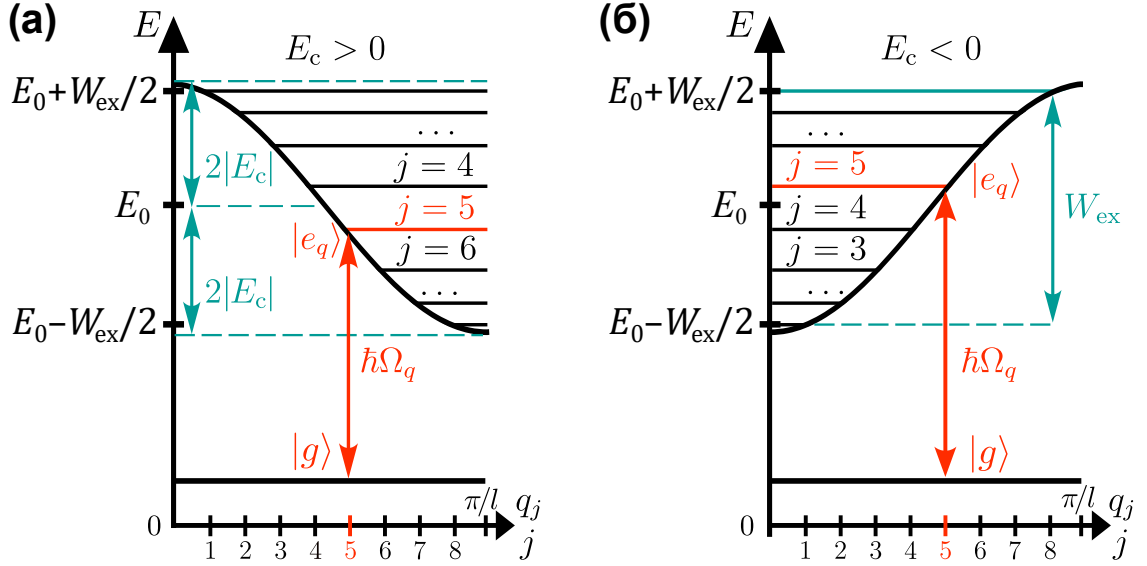 (а)
E
E_c > 0
E_0+W_ex/2
2|E_c|
· · ·
j = 4
E_0
j = 5
|e_q⟩
j = 6
2|E_c|
· · ·
E_0−W_ex/2
ħΩ_q
|g⟩
π/l q_j
0
1 2 3 4 5 6 7 8 j
(б)
E
E_c < 0
E_0+W_ex/2
· · ·
j = 5
|e_q⟩
E_0
j = 4
W_ex
j = 3
· · ·
E_0−W_ex/2
ħΩ_q
|g⟩
π/l q_j
0
1 2 3 4 5 6 7 8 j